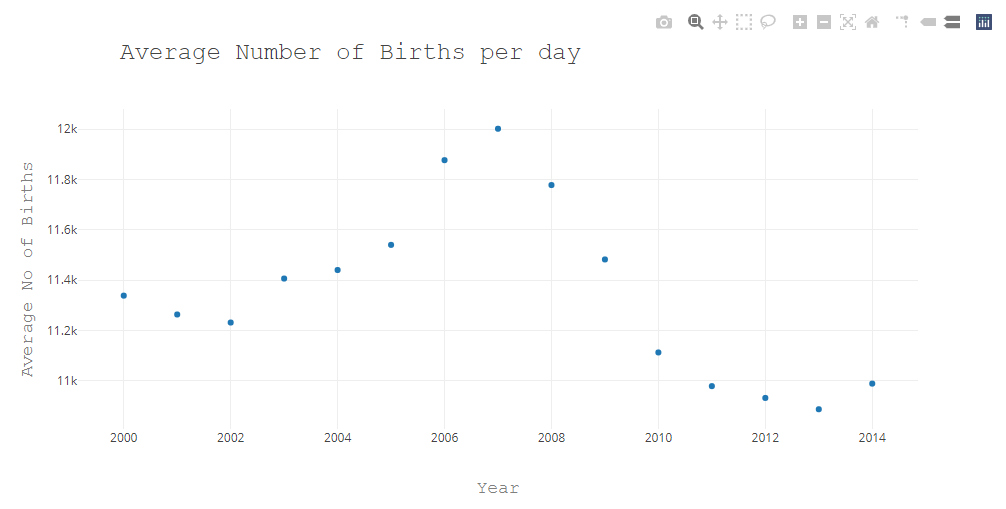 Average Number of Births per day
Average No of Births
12k
11.8k
11.6k
11.4k
11.2k
11k
2000 2002 2004 2006 2008 2010 2012 2014
Year